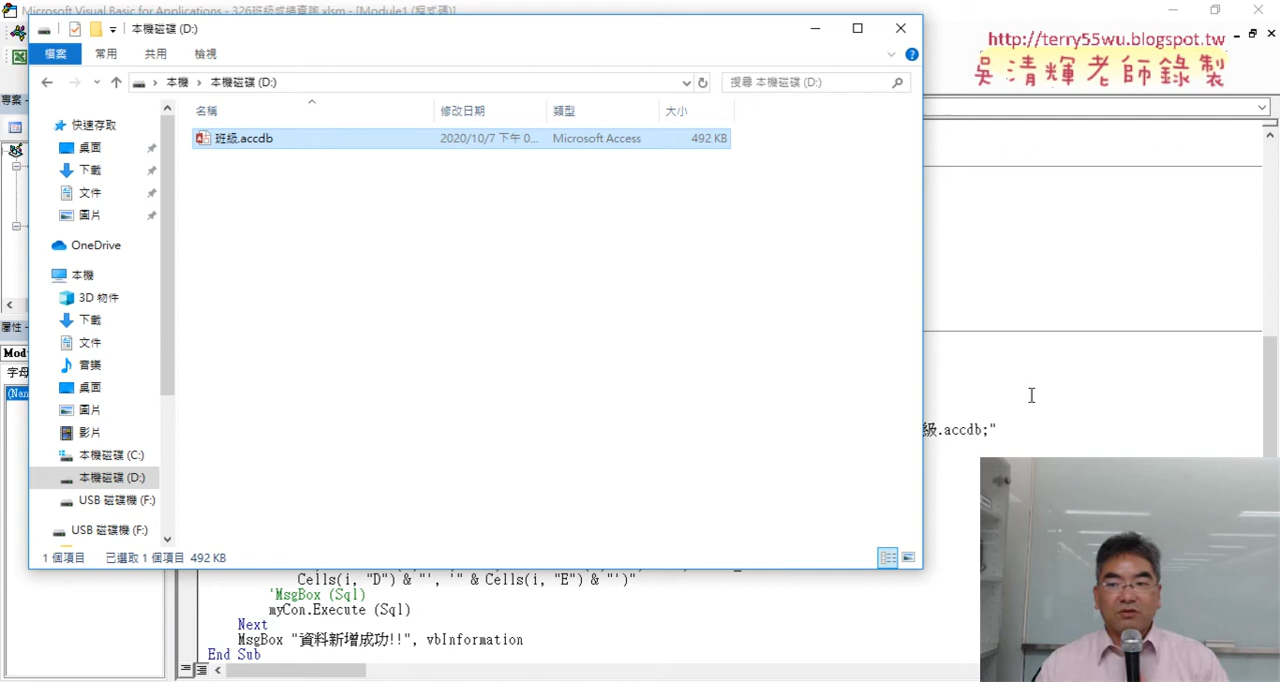 Microsoft Visual Basic for Applications - 326班級成績查詢.xlsm - [Module1 (程式碼)]
本機磁碟 (D:)
http://terry55wu.blogspot.tw
吳清輝老師錄製
檔案 常用 共用 檢視
本機 本機磁碟 (D:) 搜尋 本機磁碟 (D:)
專案 -
名稱 修改日期 類型 大小
班級.accdb 2020/10/7 下午 0... Microsoft Access 492 KB
快速存取
桌面
下載
文件
圖片
OneDrive
本機
3D 物件
下載
文件
音樂
桌面
圖片
影片
本機磁碟 (C:)
本機磁碟 (D:)
USB 磁碟機 (F:)
USB 磁碟機 (F:)
1 個項目 已選取 1 個項目 492 KB
屬性 -
Mod
字母
(Nam
級.accdb;"
Cells(i, "D") & "', '" & Cells(i, "E") & "')"
'MsgBox (Sql)
myCon.Execute (Sql)
Next
MsgBox "資料新增成功!!", vbInformation
End Sub